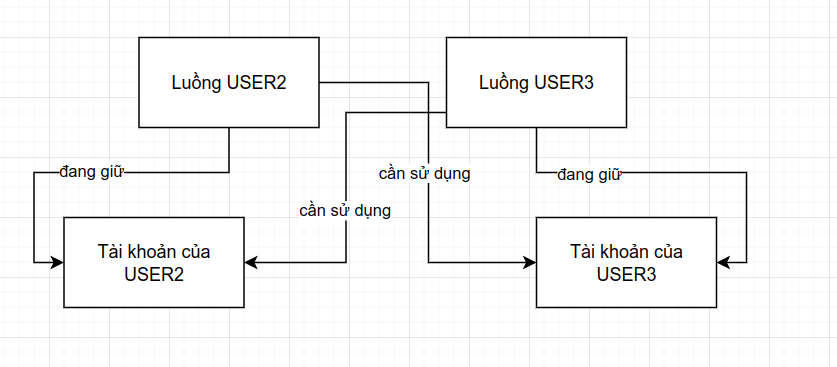 Luồng USER2
Luồng USER3
đang giữ
cần sử dụng
đang giữ
cần sử dụng
Tài khoản của
USER2
Tài khoản của
USER3